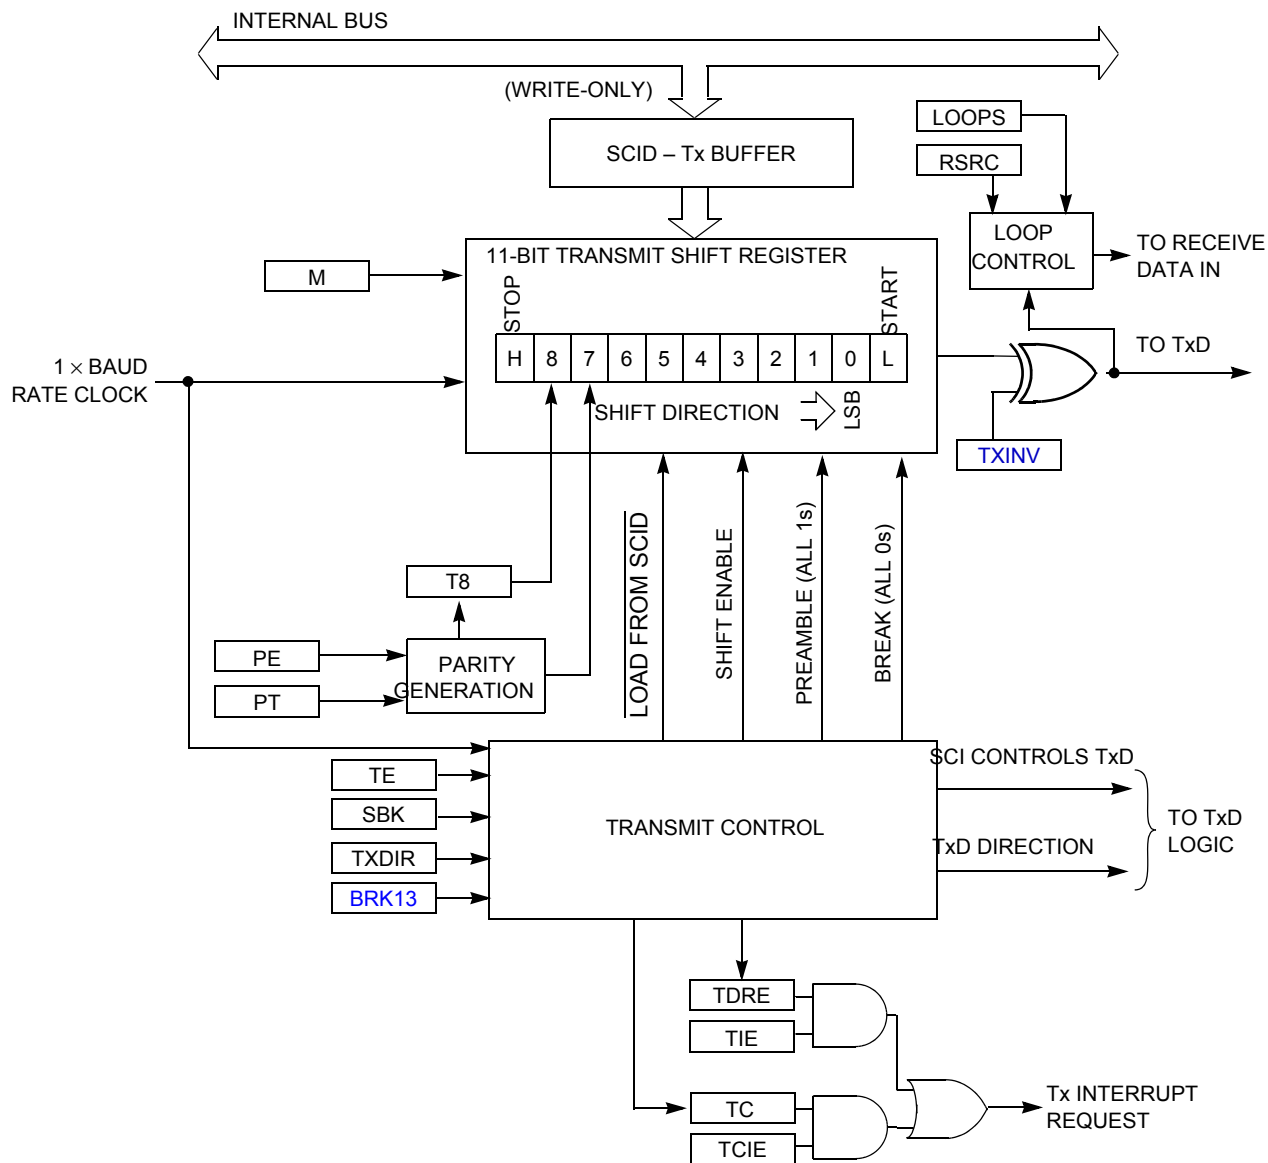 INTERNAL BUS
(WRITE-ONLY)
SCID – Tx BUFFER
LOOPS
RSRC
LOOP
CONTROL
TO RECEIVE
DATA IN
11-BIT TRANSMIT SHIFT REGISTER
M
STOP
START
H 8 7 6 5 4 3 2 1 0 L
SHIFT DIRECTION
LSB
1 × BAUD
RATE CLOCK
TO TxD
TXINV
LOAD FROM SCID
SHIFT ENABLE
PREAMBLE (ALL 1s)
BREAK (ALL 0s)
T8
PE
PT
PARITY
GENERATION
TE
SBK
TXDIR
BRK13
TRANSMIT CONTROL
SCI CONTROLS TxD
TxD DIRECTION
TO TxD
LOGIC
TDRE
TIE
TC
TCIE
Tx INTERRUPT
REQUEST